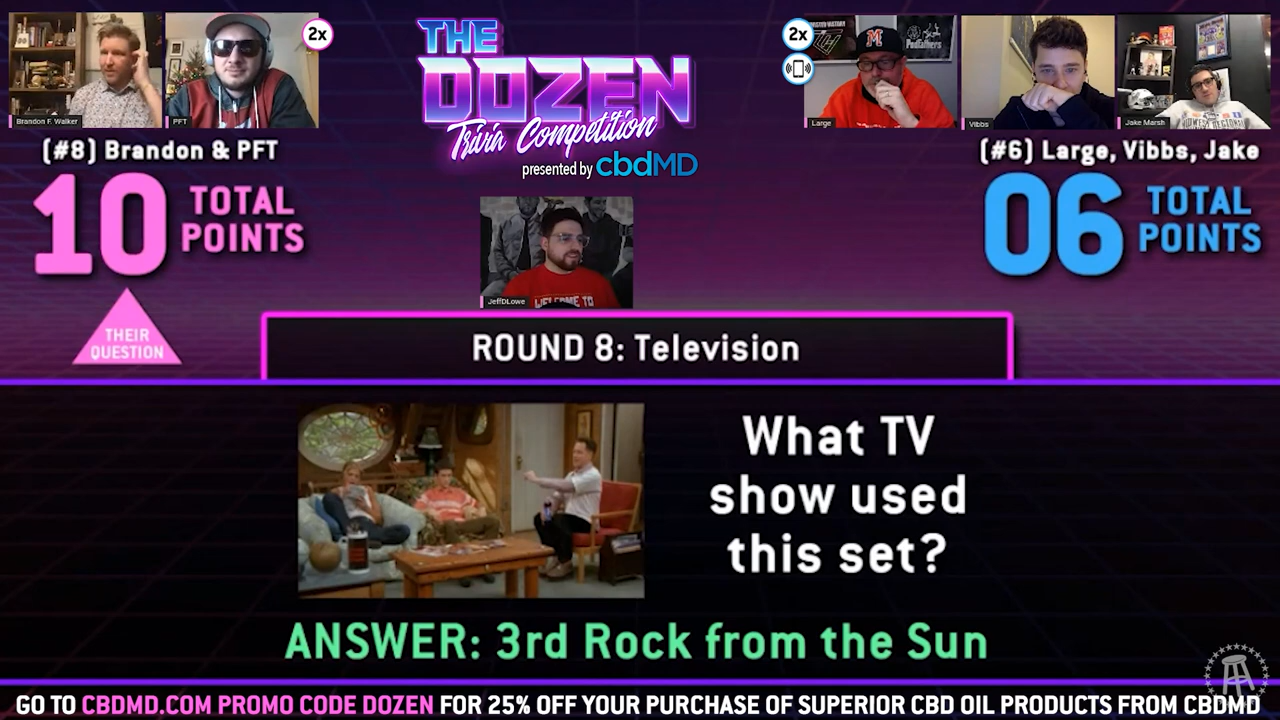 THE
DOZEN
Trivia Competition
presented by cbdMD
Brandon F. Walker
PFT
2x
2x
M
Podfathers
Large
Vibbs
Jake Marsh
(#8) Brandon & PFT
10 TOTAL POINTS
(#6) Large, Vibbs, Jake
06 TOTAL POINTS
JeffDLowe
WELCOME TO
THEIR
QUESTION
ROUND 8: Television
What TV
show used
this set?
ANSWER: 3rd Rock from the Sun
GO TO CBDMD.COM PROMO CODE DOZEN FOR 25% OFF YOUR PURCHASE OF SUPERIOR CBD OIL PRODUCTS FROM CBDMD